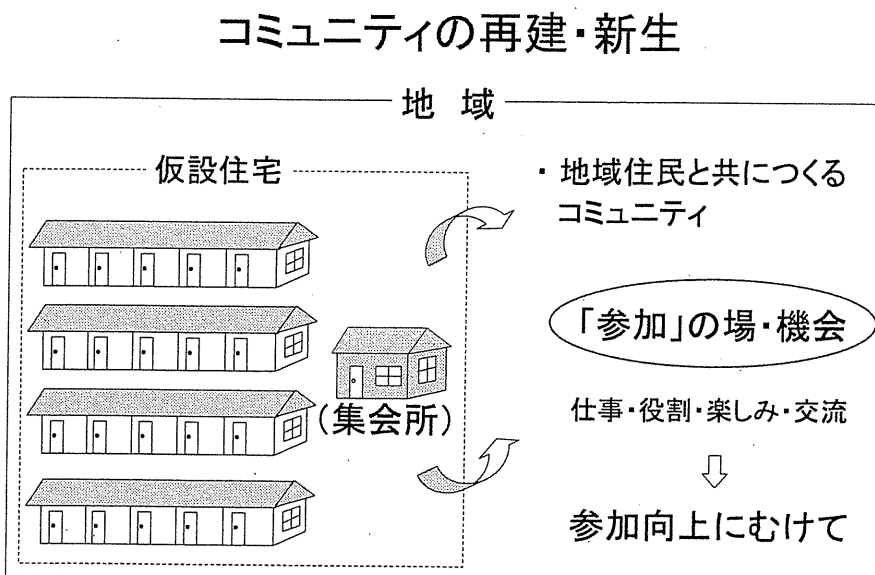 コミュニティの再建・新生
地 域
仮設住宅
(集会所)
・ 地域住民と共につくる
コミュニティ
「参加」の場・機会
仕事・役割・楽しみ・交流
参加向上にむけて